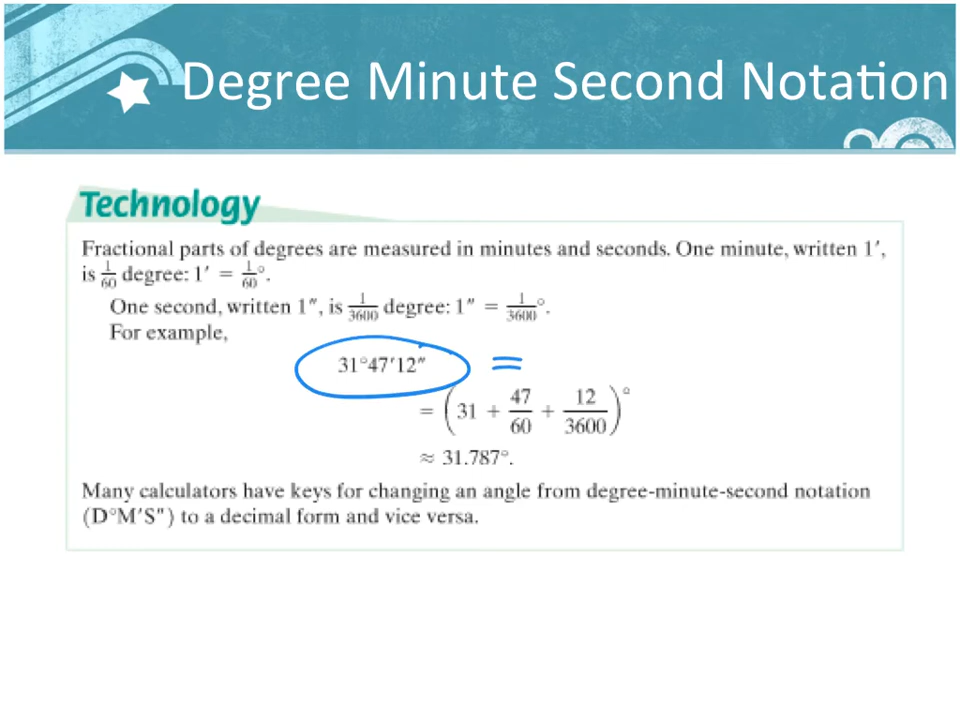 Degree Minute Second Notation
Technology
Fractional parts of degrees are measured in minutes and seconds. One minute, written 1′,
is 1/60 degree: 1′ = 1/60°.
One second, written 1″, is 1/3600 degree: 1″ = 1/3600°.
For example,
31°47′12″ =
= (31 + 47/60 + 12/3600)°
≈ 31.787°.
Many calculators have keys for changing an angle from degree-minute-second notation
(D°M′S") to a decimal form and vice versa.